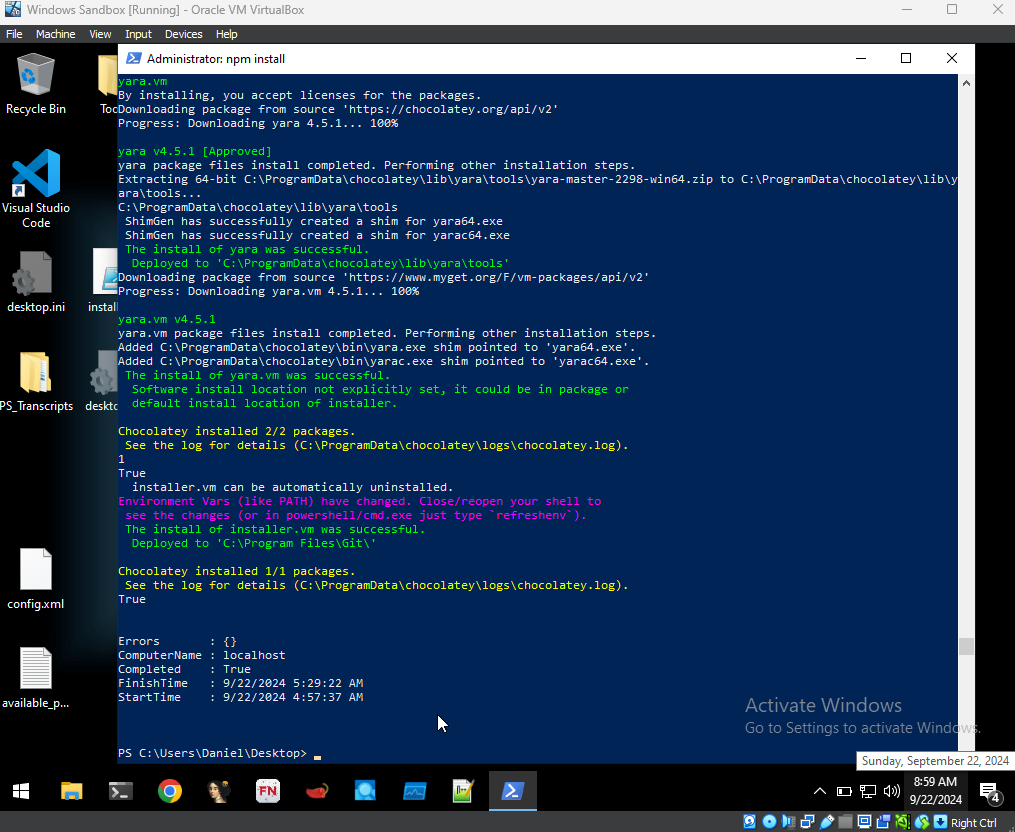 Windows Sandbox [Running] - Oracle VM VirtualBox
File Machine View Input Devices Help
Administrator: npm install
Recycle Bin
Too
Visual Studio
Code
desktop.ini
install
PS_Transcripts
deskto
config.xml
available_p...
yara.vm
By installing, you accept licenses for the packages.
Downloading package from source 'https://chocolatey.org/api/v2'
Progress: Downloading yara 4.5.1... 100%
yara v4.5.1 [Approved]
yara package files install completed. Performing other installation steps.
Extracting 64-bit C:\ProgramData\chocolatey\lib\yara\tools\yara-master-2298-win64.zip to C:\ProgramData\chocolatey\lib\y
ara\tools...
C:\ProgramData\chocolatey\lib\yara\tools
ShimGen has successfully created a shim for yara64.exe
ShimGen has successfully created a shim for yarac64.exe
The install of yara was successful.
Deployed to 'C:\ProgramData\chocolatey\lib\yara\tools'
Downloading package from source 'https://www.myget.org/F/vm-packages/api/v2'
Progress: Downloading yara.vm 4.5.1... 100%
yara.vm v4.5.1
yara.vm package files install completed. Performing other installation steps.
Added C:\ProgramData\chocolatey\bin\yara.exe shim pointed to 'yara64.exe'.
Added C:\ProgramData\chocolatey\bin\yarac.exe shim pointed to 'yarac64.exe'.
The install of yara.vm was successful.
Software install location not explicitly set, it could be in package or
default install location of installer.
Chocolatey installed 2/2 packages.
See the log for details (C:\ProgramData\chocolatey\logs\chocolatey.log).
1
True
installer.vm can be automatically uninstalled.
Environment Vars (like PATH) have changed. Close/reopen your shell to
see the changes (or in powershell/cmd.exe just type `refreshenv`).
The install of installer.vm was successful.
Deployed to 'C:\Program Files\Git\'
Chocolatey installed 1/1 packages.
See the log for details (C:\ProgramData\chocolatey\logs\chocolatey.log).
True
Errors : {}
ComputerName : localhost
Completed : True
FinishTime : 9/22/2024 5:29:22 AM
StartTime : 9/22/2024 4:57:37 AM
PS C:\Users\Daniel\Desktop>
Activate Windows
Go to Settings to activate Windows.
Sunday, September 22, 2024
FN
8:59 AM
9/22/2024
4
Right Ctrl